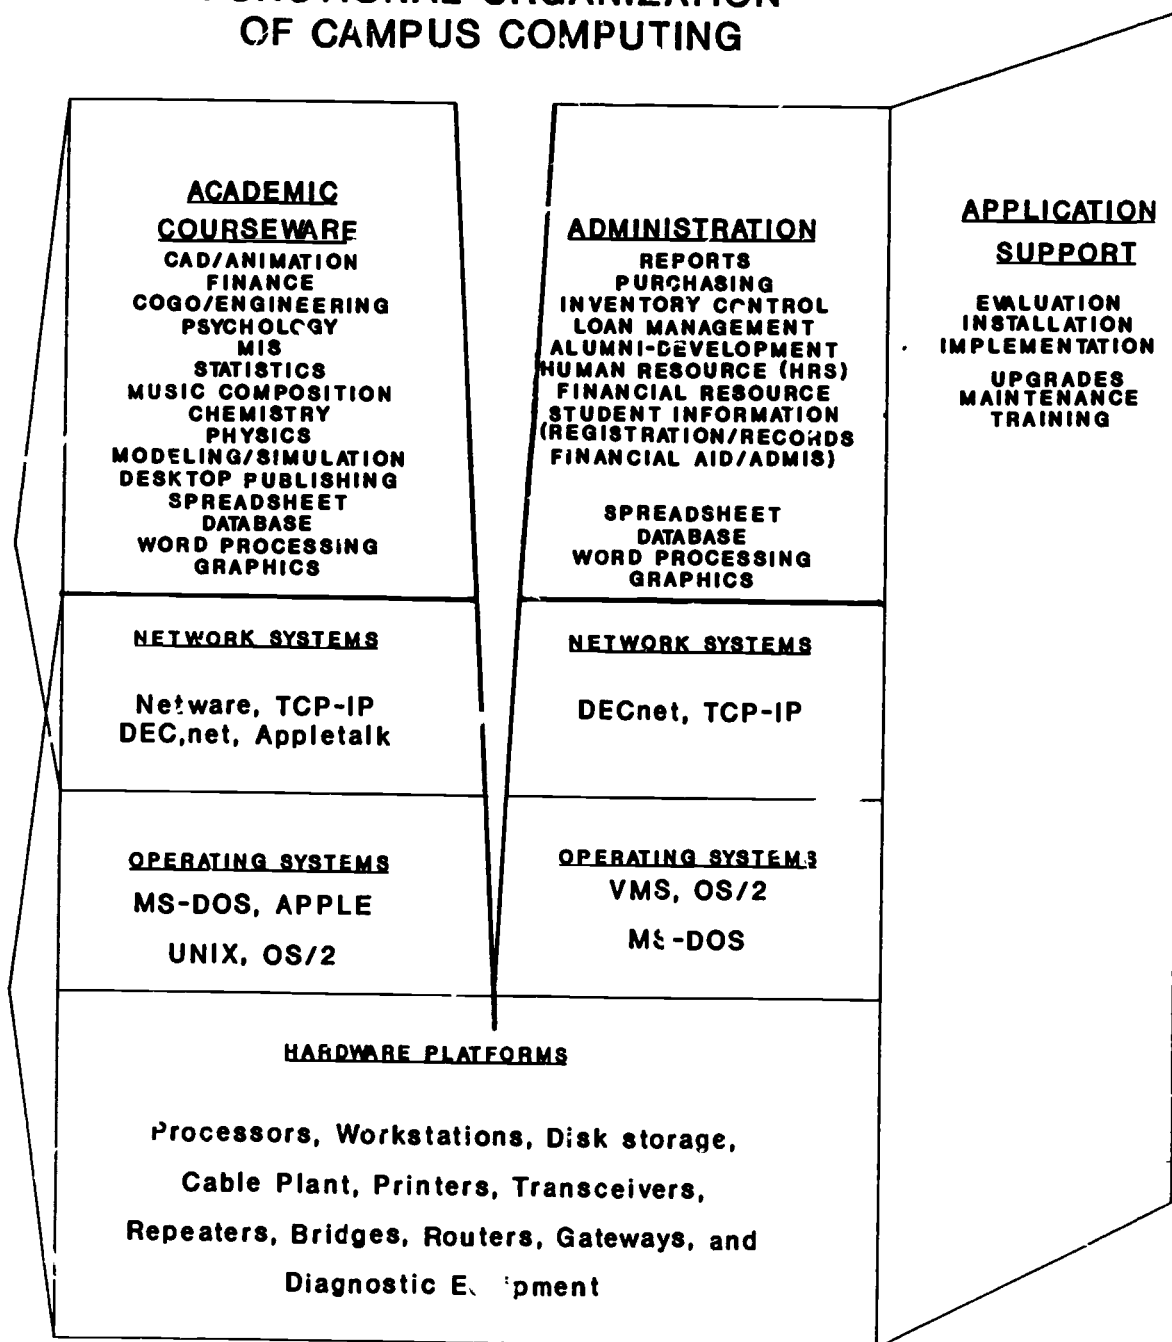 FUNCTIONAL ORGANIZATION
OF CAMPUS COMPUTING
ACADEMIC
COURSEWARE
CAD/ANIMATION
FINANCE
COGO/ENGINEERING
PSYCHOLOGY
MIS
STATISTICS
MUSIC COMPOSITION
CHEMISTRY
PHYSICS
MODELING/SIMULATION
DESKTOP PUBLISHING
SPREADSHEET
DATABASE
WORD PROCESSING
GRAPHICS
ADMINISTRATION
REPORTS
PURCHASING
INVENTORY CONTROL
LOAN MANAGEMENT
ALUMNI-DEVELOPMENT
HUMAN RESOURCE (HRS)
FINANCIAL RESOURCE
STUDENT INFORMATION
(REGISTRATION/RECORDS
FINANCIAL AID/ADMIS)
SPREADSHEET
DATABASE
WORD PROCESSING
GRAPHICS
APPLICATION
SUPPORT
EVALUATION
INSTALLATION
IMPLEMENTATION
UPGRADES
MAINTENANCE
TRAINING
NETWORK SYSTEMS
Netware, TCP-IP
DEC,net, Appletalk
NETWORK SYSTEMS
DECnet, TCP-IP
OPERATING SYSTEMS
MS-DOS, APPLE
UNIX, OS/2
OPERATING SYSTEMS
VMS, OS/2
MS-DOS
HARDWARE PLATFORMS
Processors, Workstations, Disk storage,
Cable Plant, Printers, Transceivers,
Repeaters, Bridges, Routers, Gateways, and
Diagnostic